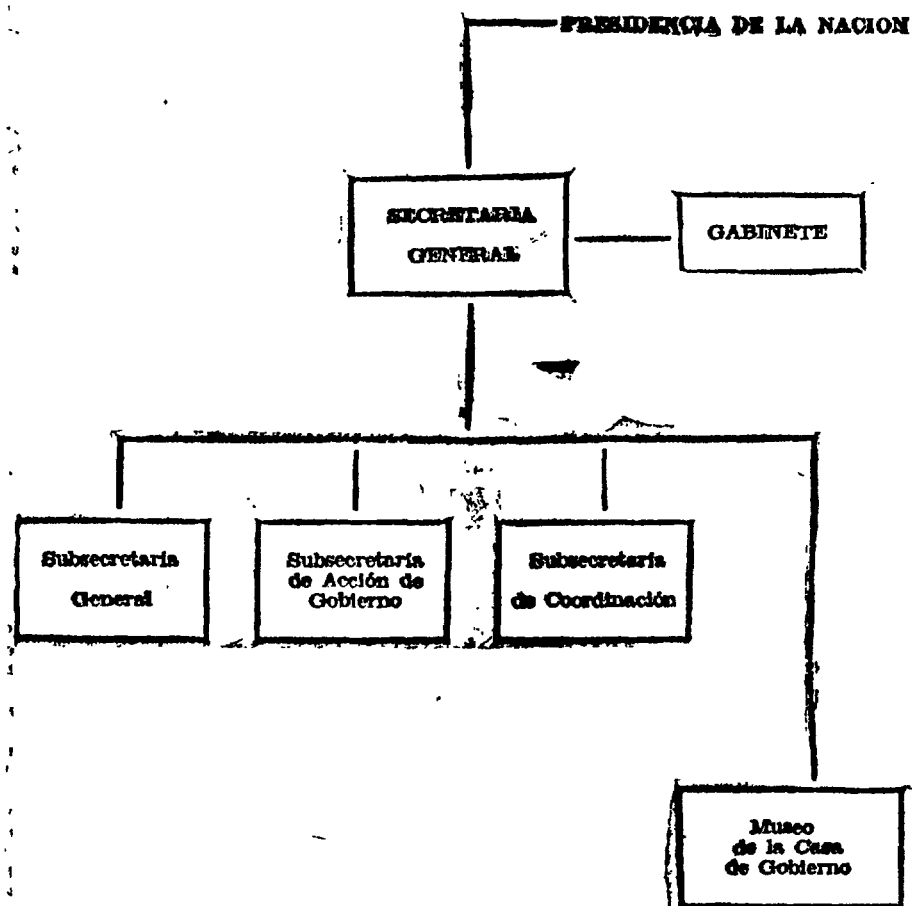 PRESIDENCIA DE LA NACION
SECRETARIA
GENERAL
GABINETE
Subsecretaría
General
Subsecretaría
de Acción de
Gobierno
Subsecretaría
de Coordinación
Museo
de la Casa
de Gobierno